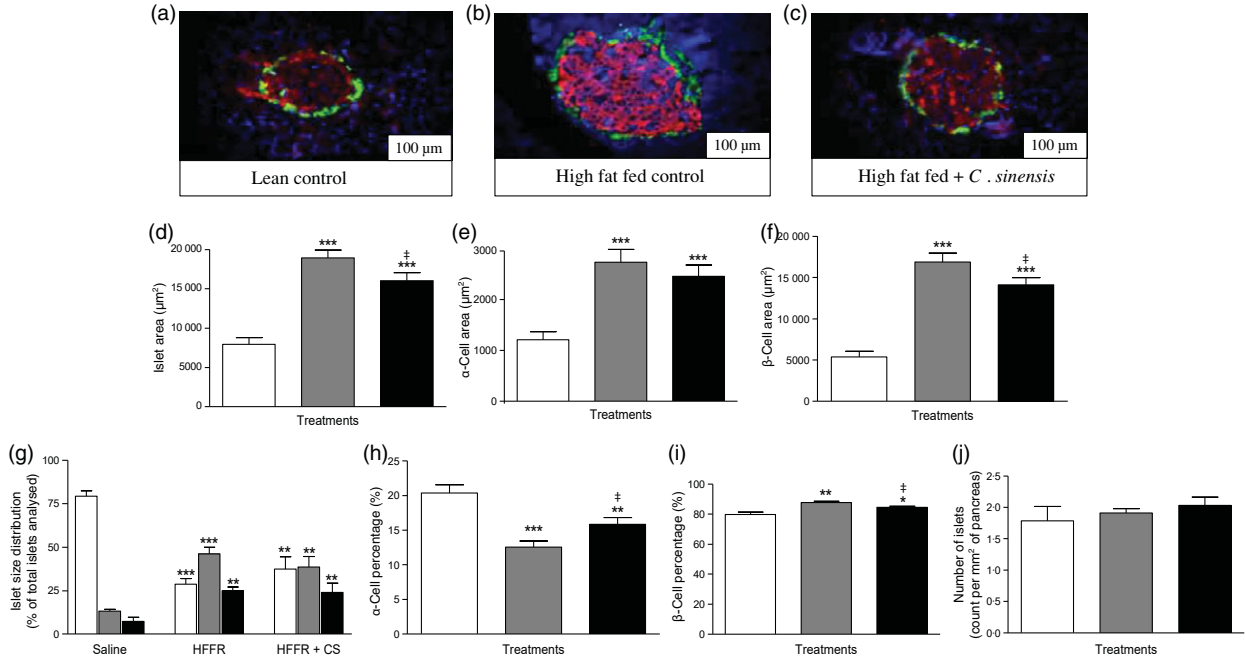 (a)
100 µm
Lean control
(b)
100 µm
High fat fed control
(c)
100 µm
High fat fed + C . sinensis
(d)
Islet area (µm²)
20 000
15 000
10 000
5000
0
***
‡
***
Treatments
(e)
α-Cell area (µm²)
3000
2000
1000
0
***
***
Treatments
(f)
β-Cell area (µm²)
20 000
15 000
10 000
5000
0
***
‡
***
Treatments
(g)
Islet size distribution
(% of total islets analysed)
100
75
50
25
0
***
***
**
**
**
**
Saline
HFFR
HFFR + CS
(h)
α-Cell percentage (%)
25
20
15
10
5
0
***
‡
**
Treatments
(i)
β-Cell percentage (%)
100
80
60
40
20
0
**
‡
*
Treatments
(j)
Number of islets
(count per mm² of pancreas)
2·5
2·0
1·5
1·0
0·5
0·0
Treatments